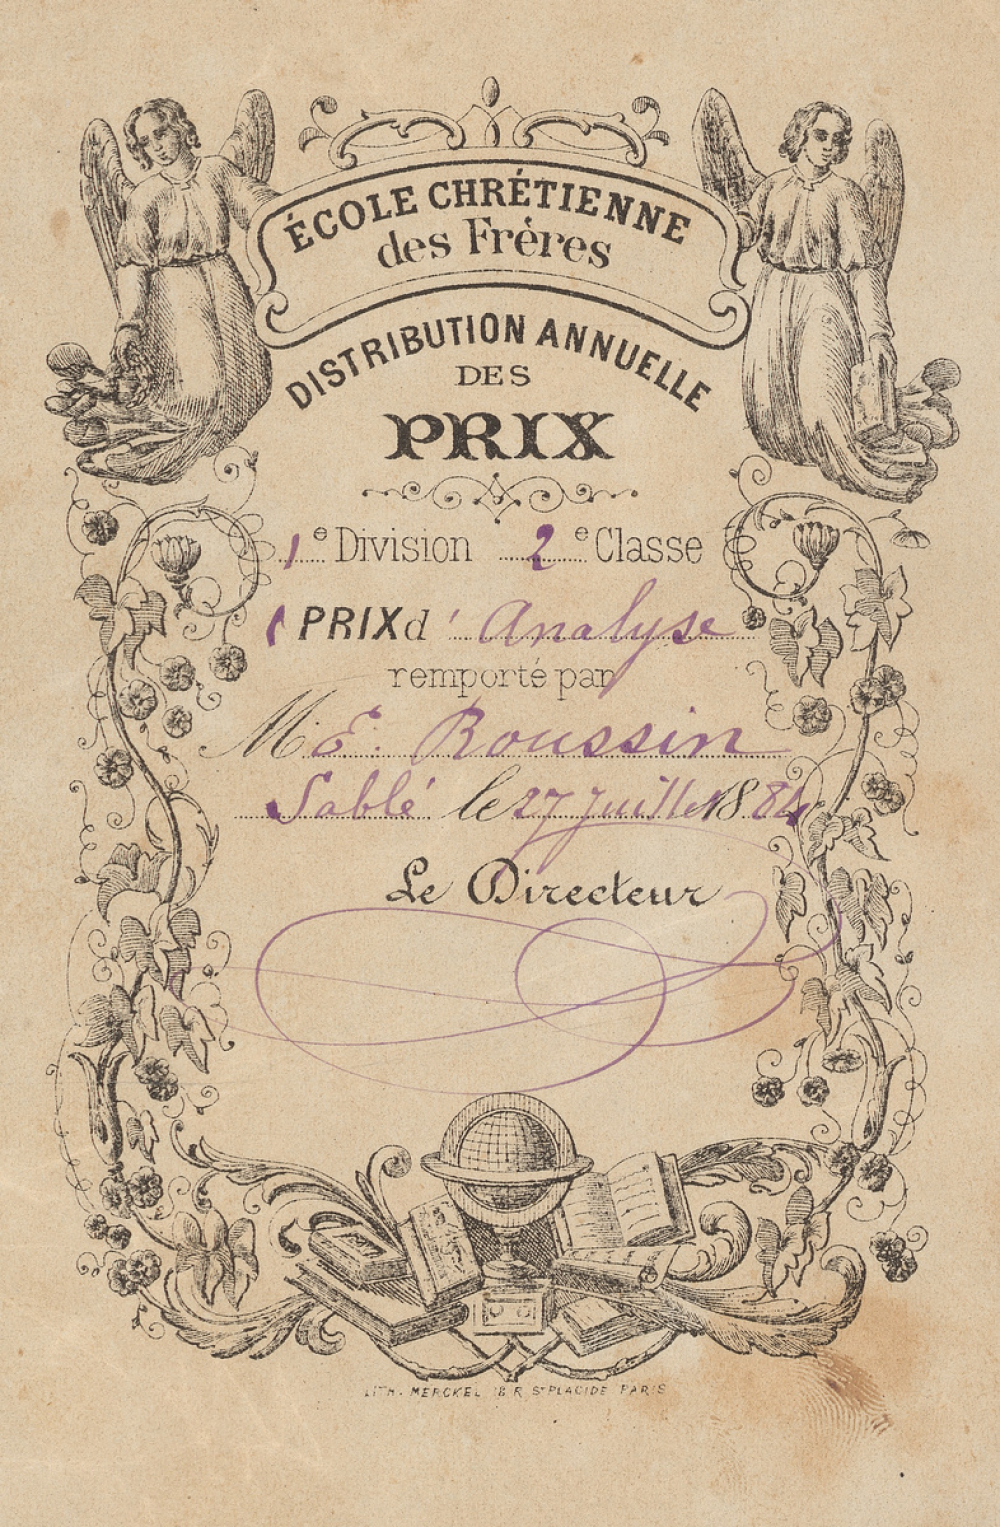 ÉCOLE CHRÉTIENNE
des Frères
DISTRIBUTION ANNUELLE
DES
PRIX
1e Division 2e Classe
1 PRIX d'Analyse
remporté par
M. E. Roussin
Sablé le 27 Juillet 1884
Le Directeur
LITH. MERCKEL 18 R. ST PLACIDE PARIS